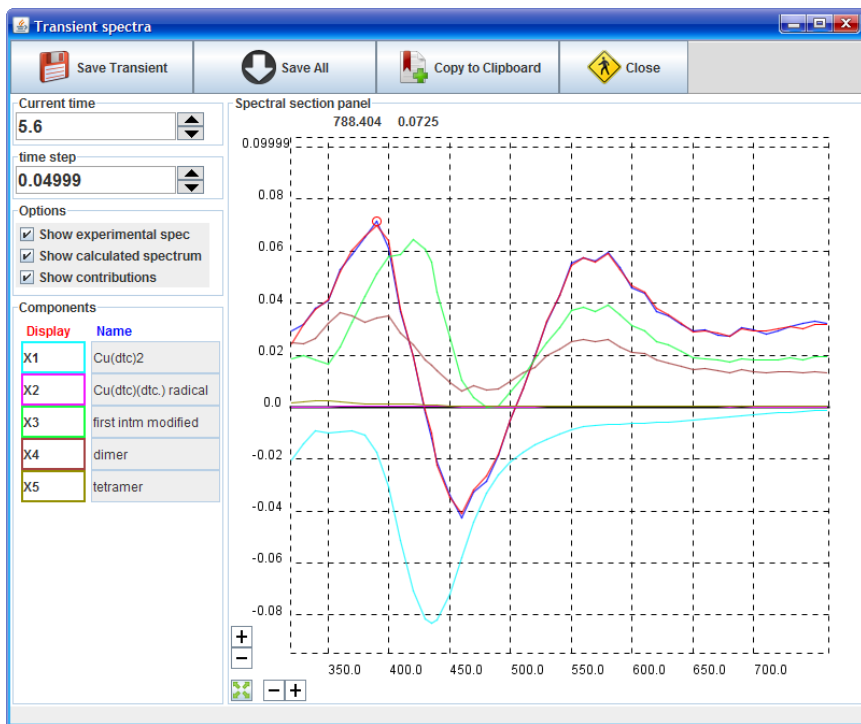 Transient spectra
Save Transient
Save All
Copy to Clipboard
Close
Current time
5.6
time step
0.04999
Options
Show experimental spec
Show calculated spectrum
Show contributions
Components
Display Name
X1 Cu(dtc)2
X2 Cu(dtc)(dtc.) radical
X3 first intm modified
X4 dimer
X5 tetramer
Spectral section panel
788.404 0.0725
0.09999
0.08
0.06
0.04
0.02
0.0
-0.02
-0.04
-0.06
-0.08
350.0 400.0 450.0 500.0 550.0 600.0 650.0 700.0